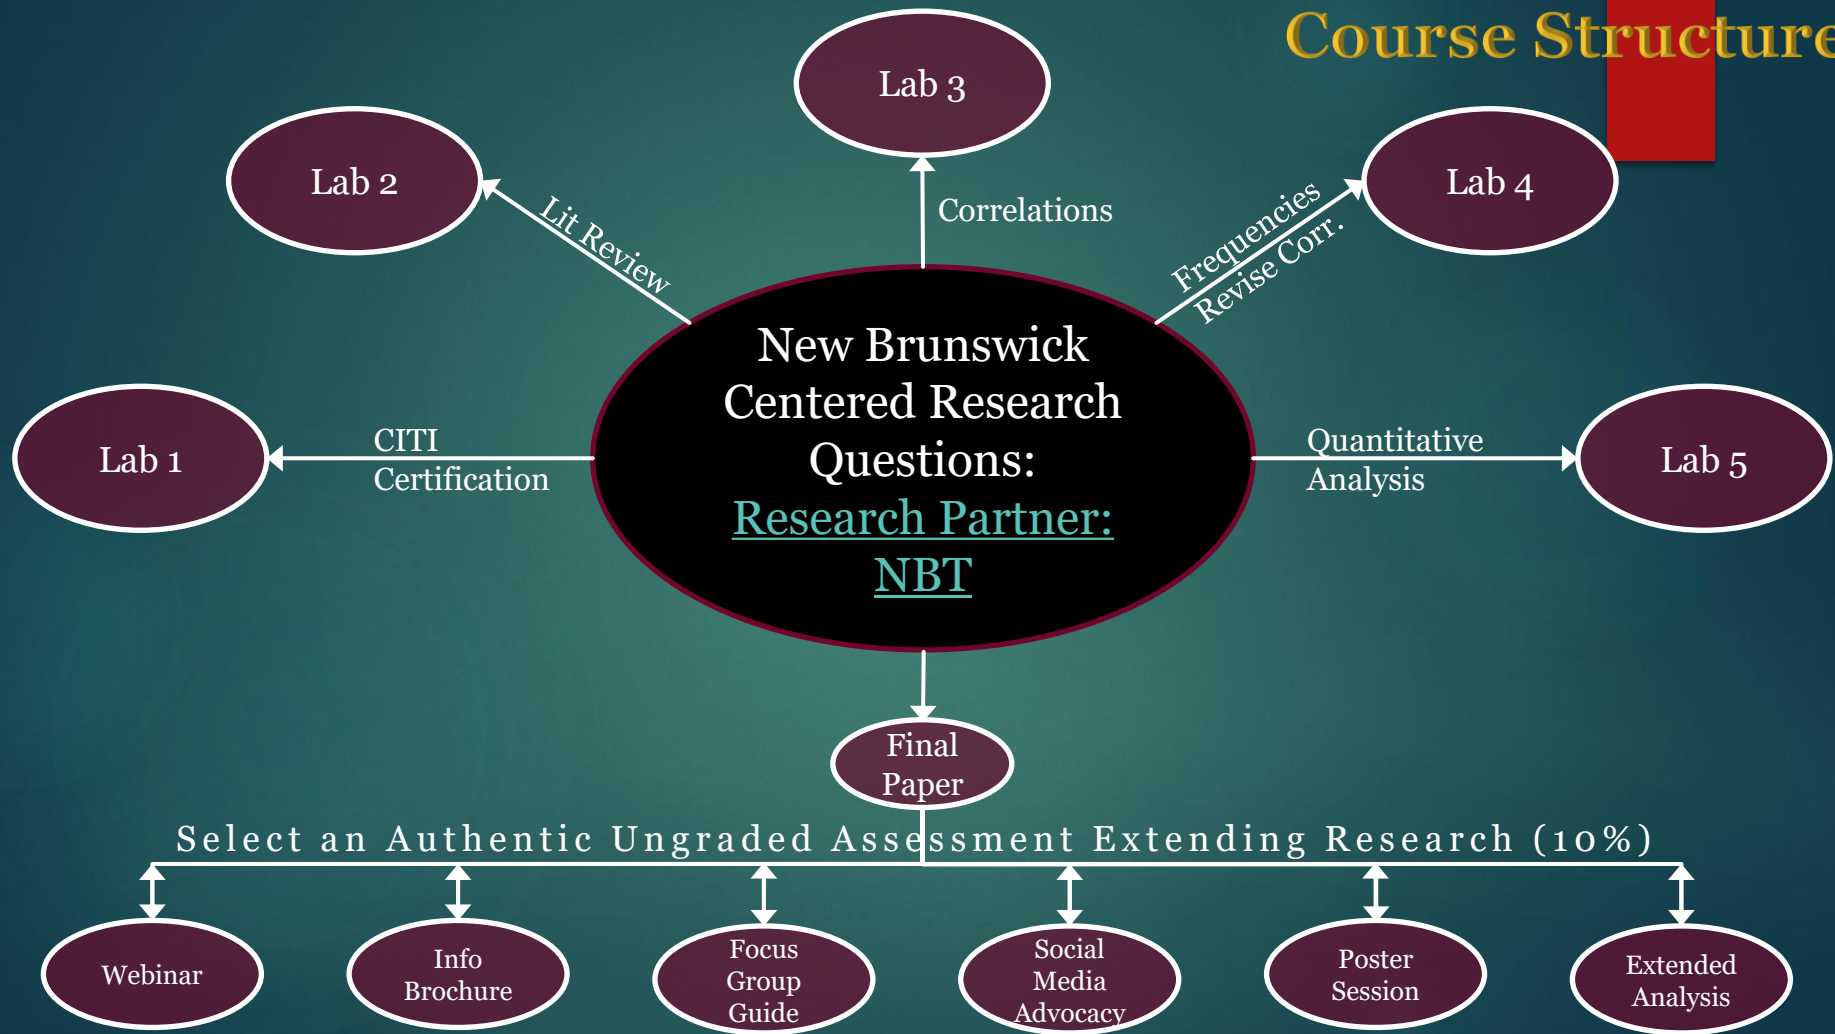 Course Structure
Lab 3
Lab 2
Lab 4
Lit Review
Correlations
Frequencies
Revise Corr.
Lab 1
CITI
Certification
New Brunswick
Centered Research
Questions:
Research Partner:
NBT
Quantitative
Analysis
Lab 5
Final
Paper
Select an Authentic Ungraded Assessment Extending Research (10%)
Webinar
Info
Brochure
Focus
Group
Guide
Social
Media
Advocacy
Poster
Session
Extended
Analysis